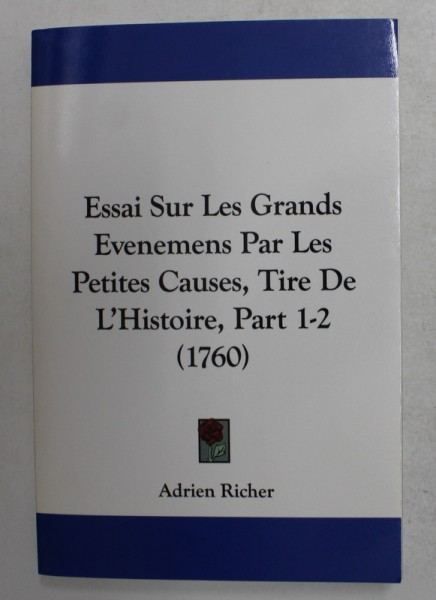 Essai Sur Les Grands
Evenemens Par Les
Petites Causes, Tire De
L'Histoire, Part 1-2
(1760)
Adrien Richer